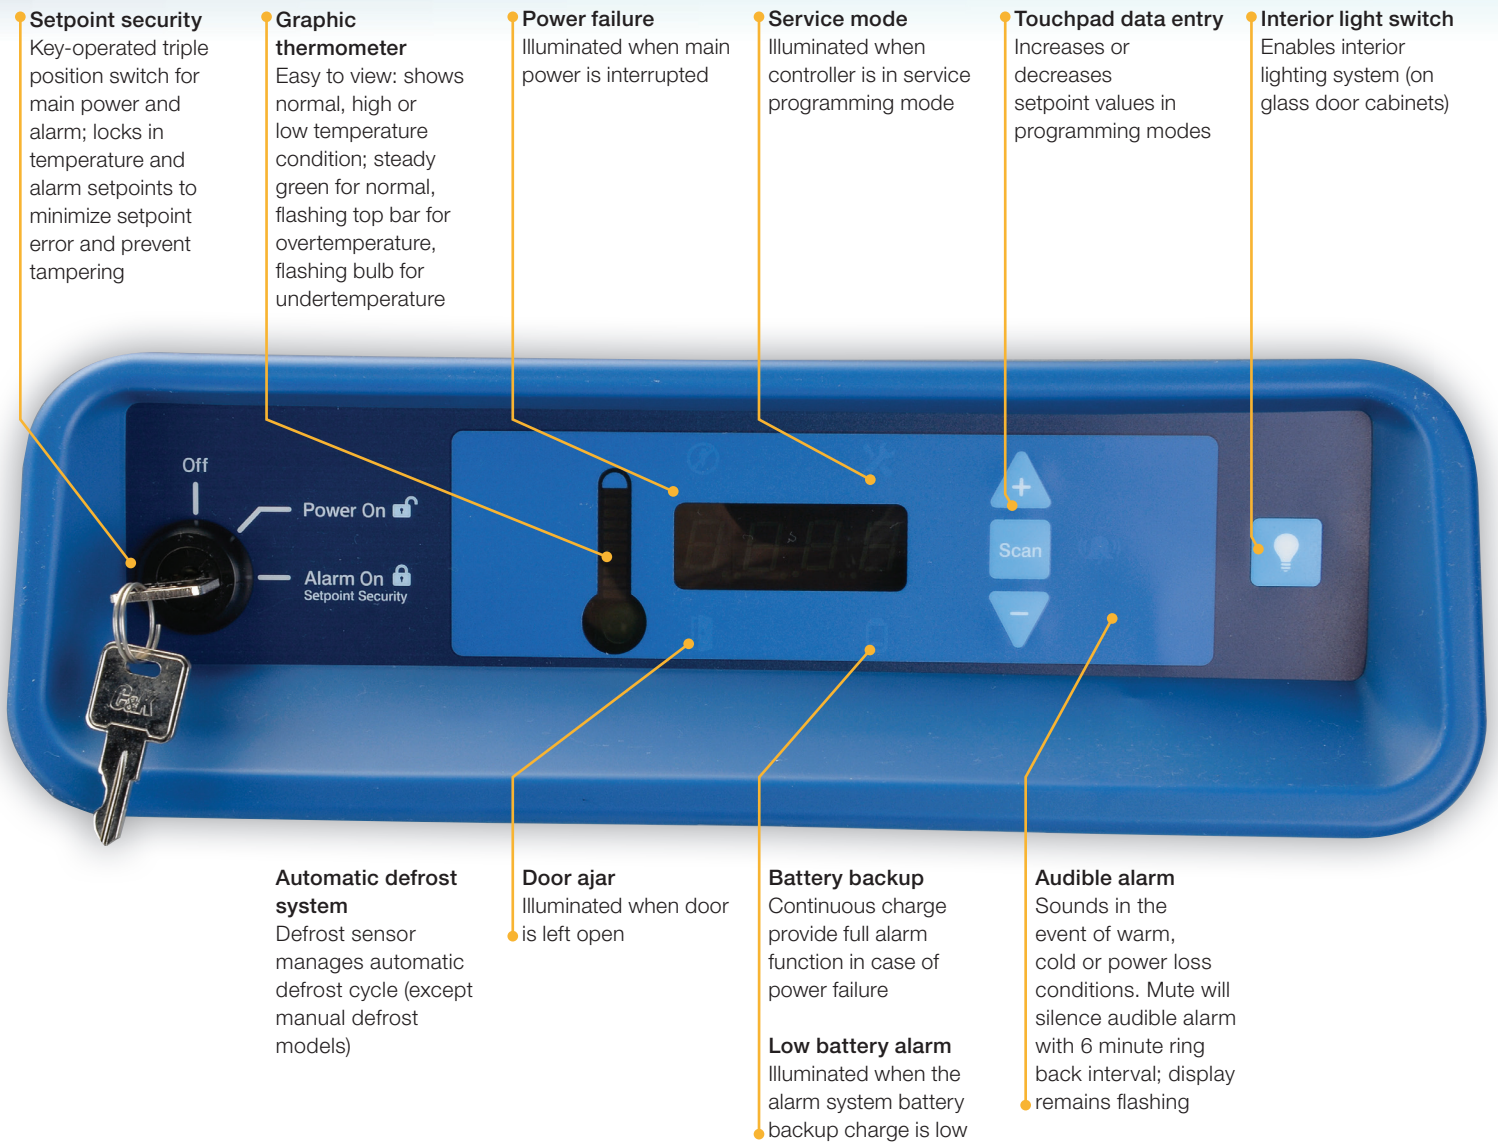 Setpoint security
Key-operated triple
position switch for
main power and
alarm; locks in
temperature and
alarm setpoints to
minimize setpoint
error and prevent
tampering
Graphic
thermometer
Easy to view: shows
normal, high or
low temperature
condition; steady
green for normal,
flashing top bar for
overtemperature,
flashing bulb for
undertemperature
Power failure
Illuminated when main
power is interrupted
Service mode
Illuminated when
controller is in service
programming mode
Touchpad data entry
Increases or
decreases
setpoint values in
programming modes
Interior light switch
Enables interior
lighting system (on
glass door cabinets)
Off
Power On
Alarm On
Setpoint Security
+
Scan
−
C&K
Automatic defrost
system
Defrost sensor
manages automatic
defrost cycle (except
manual defrost
models)
Door ajar
Illuminated when door
is left open
Battery backup
Continuous charge
provide full alarm
function in case of
power failure
Low battery alarm
Illuminated when the
alarm system battery
backup charge is low
Audible alarm
Sounds in the
event of warm,
cold or power loss
conditions. Mute will
silence audible alarm
with 6 minute ring
back interval; display
remains flashing